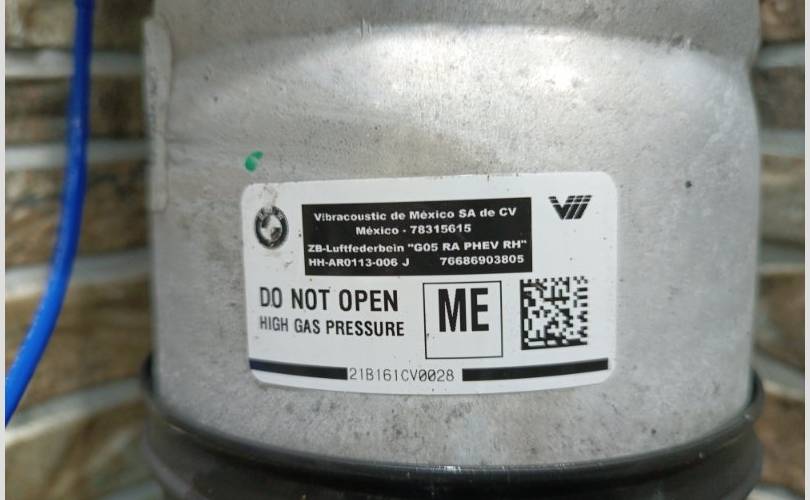 Vibracoustic de México SA de CV
México - 78315615
ZB-Luftfederbein "G05 RA PHEV RH"
HH-AR0113-006 J 76686903805
DO NOT OPEN
HIGH GAS PRESSURE
ME
21B161CV0028